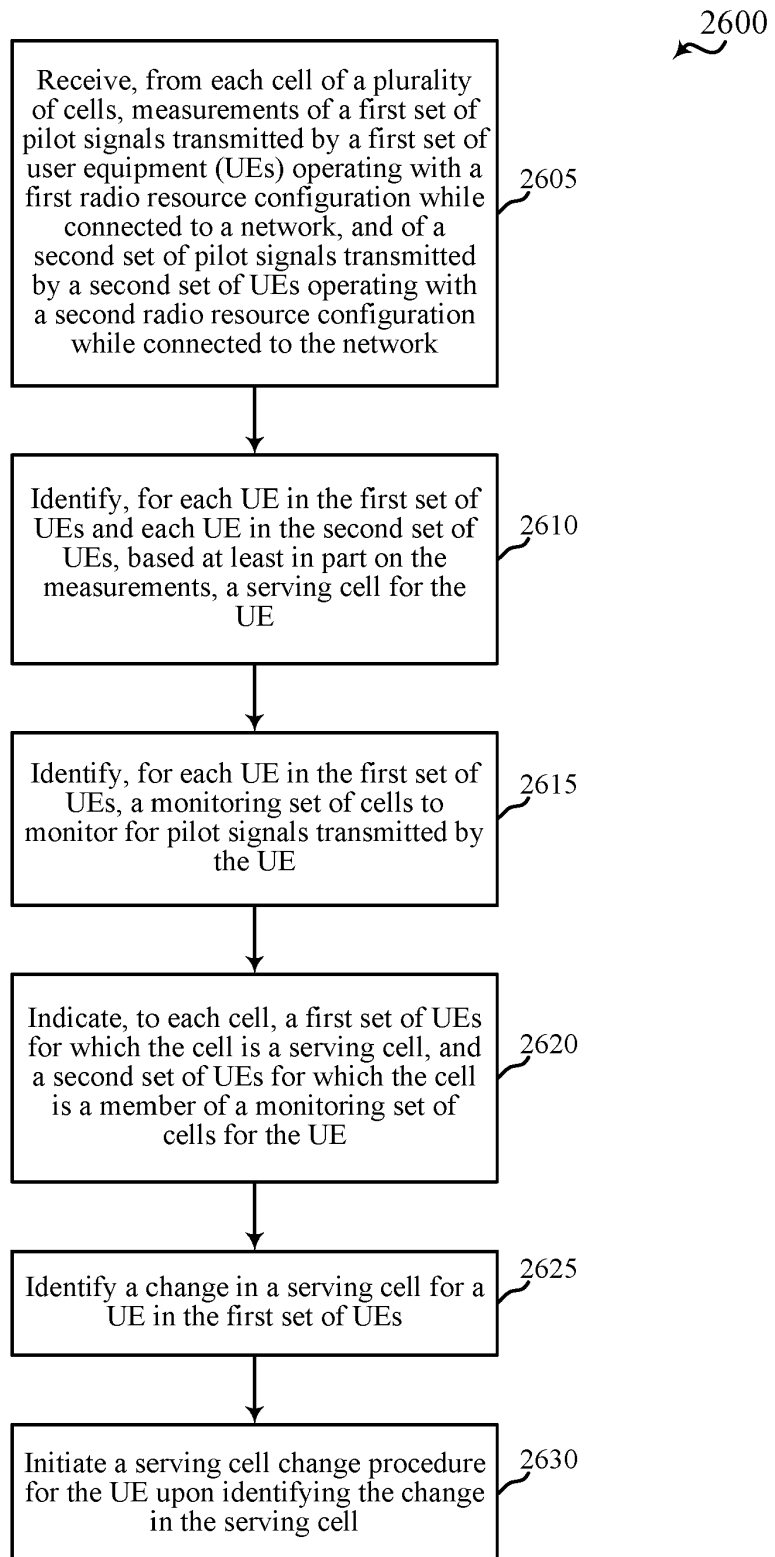 2600
Receive, from each cell of a plurality
of cells, measurements of a first set of
pilot signals transmitted by a first set of
user equipment (UEs) operating with a
first radio resource configuration while
connected to a network, and of a
second set of pilot signals transmitted
by a second set of UEs operating with
a second radio resource configuration
while connected to the network
2605
Identify, for each UE in the first set of
UEs and each UE in the second set of
UEs, based at least in part on the
measurements, a serving cell for the
UE
2610
Identify, for each UE in the first set of
UEs, a monitoring set of cells to
monitor for pilot signals transmitted by
the UE
2615
Indicate, to each cell, a first set of UEs
for which the cell is a serving cell, and
a second set of UEs for which the cell
is a member of a monitoring set of
cells for the UE
2620
Identify a change in a serving cell for a
UE in the first set of UEs
2625
Initiate a serving cell change procedure
for the UE upon identifying the change
in the serving cell
2630